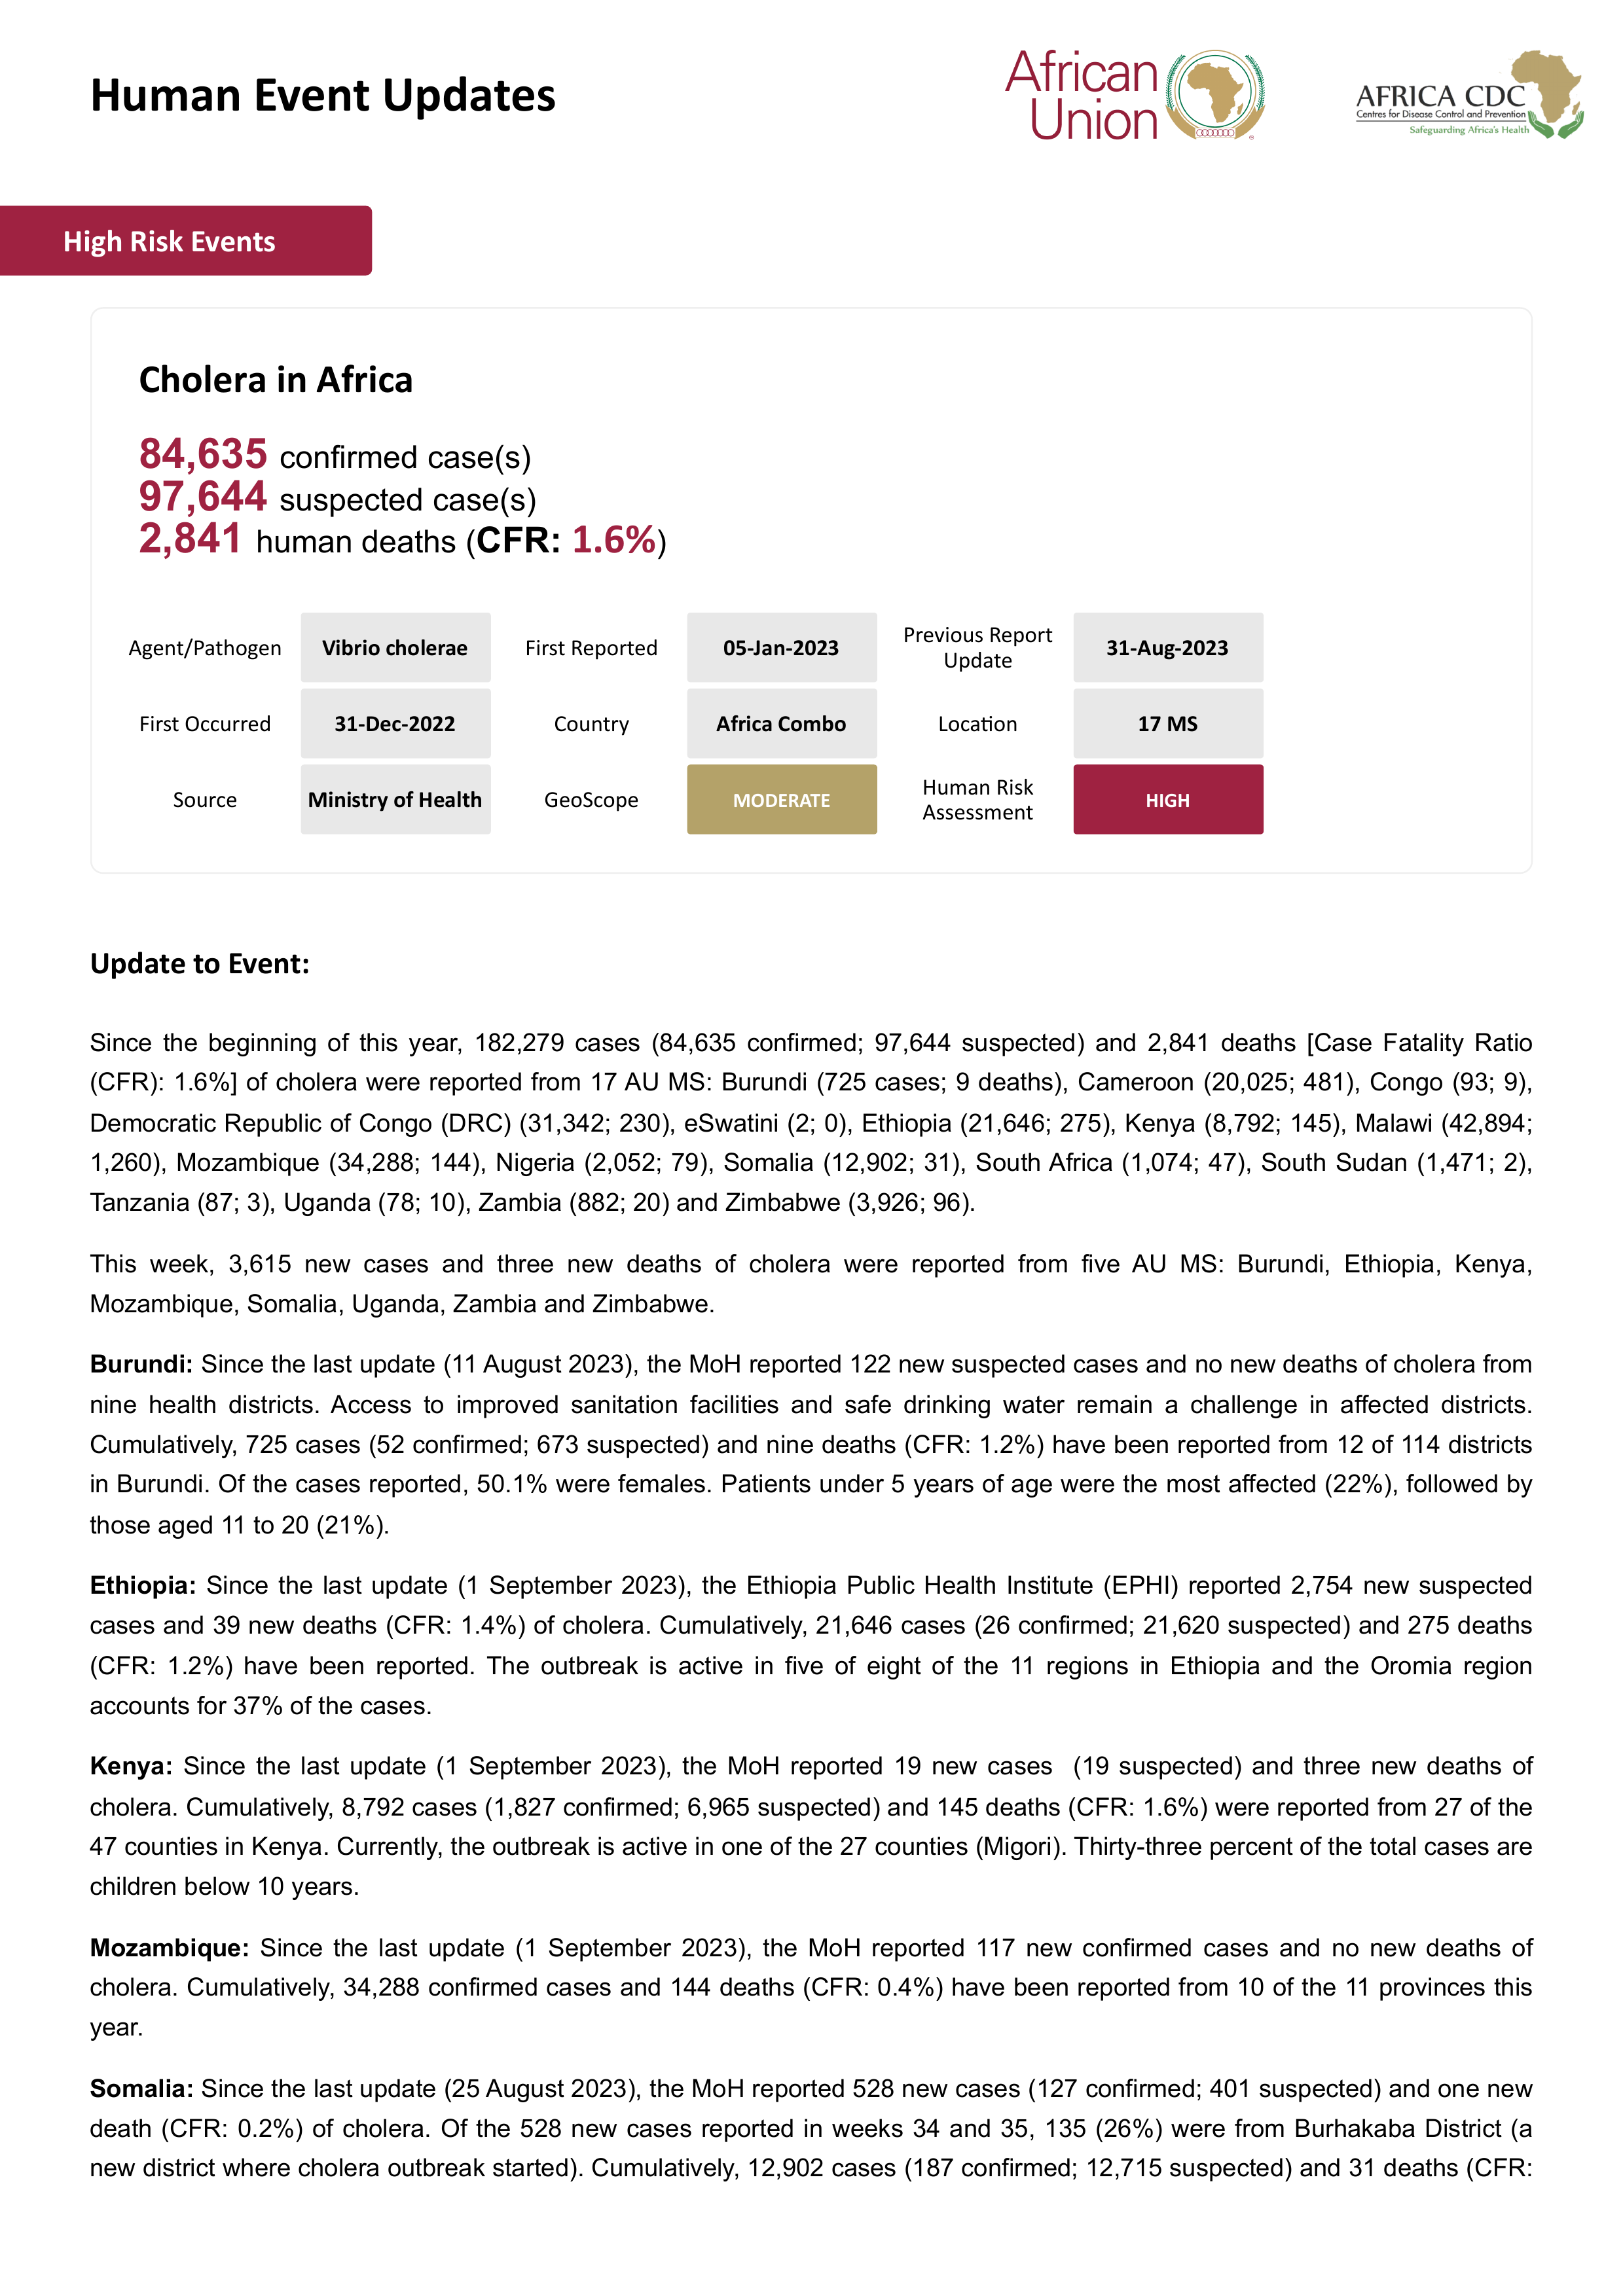 Human Event Updates
African
Union
AFRICA CDC
Centres for Disease Control and Prevention
Safeguarding Africa's Health
High Risk Events
Cholera in Africa
84,635 confirmed case(s)
97,644 suspected case(s)
2,841 human deaths (CFR: 1.6%)
Agent/Pathogen Vibrio cholerae First Reported 05-Jan-2023 Previous Report Update 31-Aug-2023
First Occurred 31-Dec-2022 Country Africa Combo Location 17 MS
Source Ministry of Health GeoScope MODERATE Human Risk Assessment HIGH
Update to Event:
Since the beginning of this year, 182,279 cases (84,635 confirmed; 97,644 suspected) and 2,841 deaths [Case Fatality Ratio
(CFR): 1.6%] of cholera were reported from 17 AU MS: Burundi (725 cases; 9 deaths), Cameroon (20,025; 481), Congo (93; 9),
Democratic Republic of Congo (DRC) (31,342; 230), eSwatini (2; 0), Ethiopia (21,646; 275), Kenya (8,792; 145), Malawi (42,894;
1,260), Mozambique (34,288; 144), Nigeria (2,052; 79), Somalia (12,902; 31), South Africa (1,074; 47), South Sudan (1,471; 2),
Tanzania (87; 3), Uganda (78; 10), Zambia (882; 20) and Zimbabwe (3,926; 96).
This week, 3,615 new cases and three new deaths of cholera were reported from five AU MS: Burundi, Ethiopia, Kenya,
Mozambique, Somalia, Uganda, Zambia and Zimbabwe.
Burundi: Since the last update (11 August 2023), the MoH reported 122 new suspected cases and no new deaths of cholera from
nine health districts. Access to improved sanitation facilities and safe drinking water remain a challenge in affected districts.
Cumulatively, 725 cases (52 confirmed; 673 suspected) and nine deaths (CFR: 1.2%) have been reported from 12 of 114 districts
in Burundi. Of the cases reported, 50.1% were females. Patients under 5 years of age were the most affected (22%), followed by
those aged 11 to 20 (21%).
Ethiopia: Since the last update (1 September 2023), the Ethiopia Public Health Institute (EPHI) reported 2,754 new suspected
cases and 39 new deaths (CFR: 1.4%) of cholera. Cumulatively, 21,646 cases (26 confirmed; 21,620 suspected) and 275 deaths
(CFR: 1.2%) have been reported. The outbreak is active in five of eight of the 11 regions in Ethiopia and the Oromia region
accounts for 37% of the cases.
Kenya: Since the last update (1 September 2023), the MoH reported 19 new cases (19 suspected) and three new deaths of
cholera. Cumulatively, 8,792 cases (1,827 confirmed; 6,965 suspected) and 145 deaths (CFR: 1.6%) were reported from 27 of the
47 counties in Kenya. Currently, the outbreak is active in one of the 27 counties (Migori). Thirty-three percent of the total cases are
children below 10 years.
Mozambique: Since the last update (1 September 2023), the MoH reported 117 new confirmed cases and no new deaths of
cholera. Cumulatively, 34,288 confirmed cases and 144 deaths (CFR: 0.4%) have been reported from 10 of the 11 provinces this
year.
Somalia: Since the last update (25 August 2023), the MoH reported 528 new cases (127 confirmed; 401 suspected) and one new
death (CFR: 0.2%) of cholera. Of the 528 new cases reported in weeks 34 and 35, 135 (26%) were from Burhakaba District (a
new district where cholera outbreak started). Cumulatively, 12,902 cases (187 confirmed; 12,715 suspected) and 31 deaths (CFR: